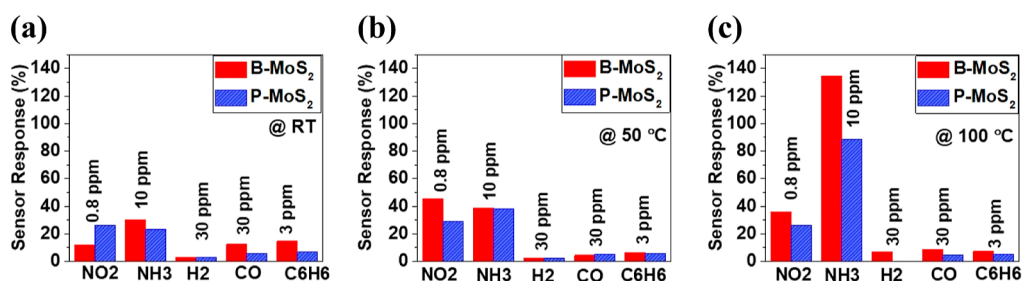 (a)
Sensor Response (%)
140
120
100
80
60
40
20
0
B-MoS₂
P-MoS₂
@ RT
0.8 ppm
10 ppm
30 ppm
30 ppm
3 ppm
NO2 NH3 H2 CO C6H6
(b)
Sensor Response (%)
140
120
100
80
60
40
20
0
B-MoS₂
P-MoS₂
@ 50 °C
0.8 ppm
10 ppm
30 ppm
30 ppm
3 ppm
NO2 NH3 H2 CO C6H6
(c)
Sensor Response (%)
140
120
100
80
60
40
20
0
B-MoS₂
P-MoS₂
@ 100 °C
0.8 ppm
10 ppm
30 ppm
30 ppm
3 ppm
NO2 NH3 H2 CO C6H6